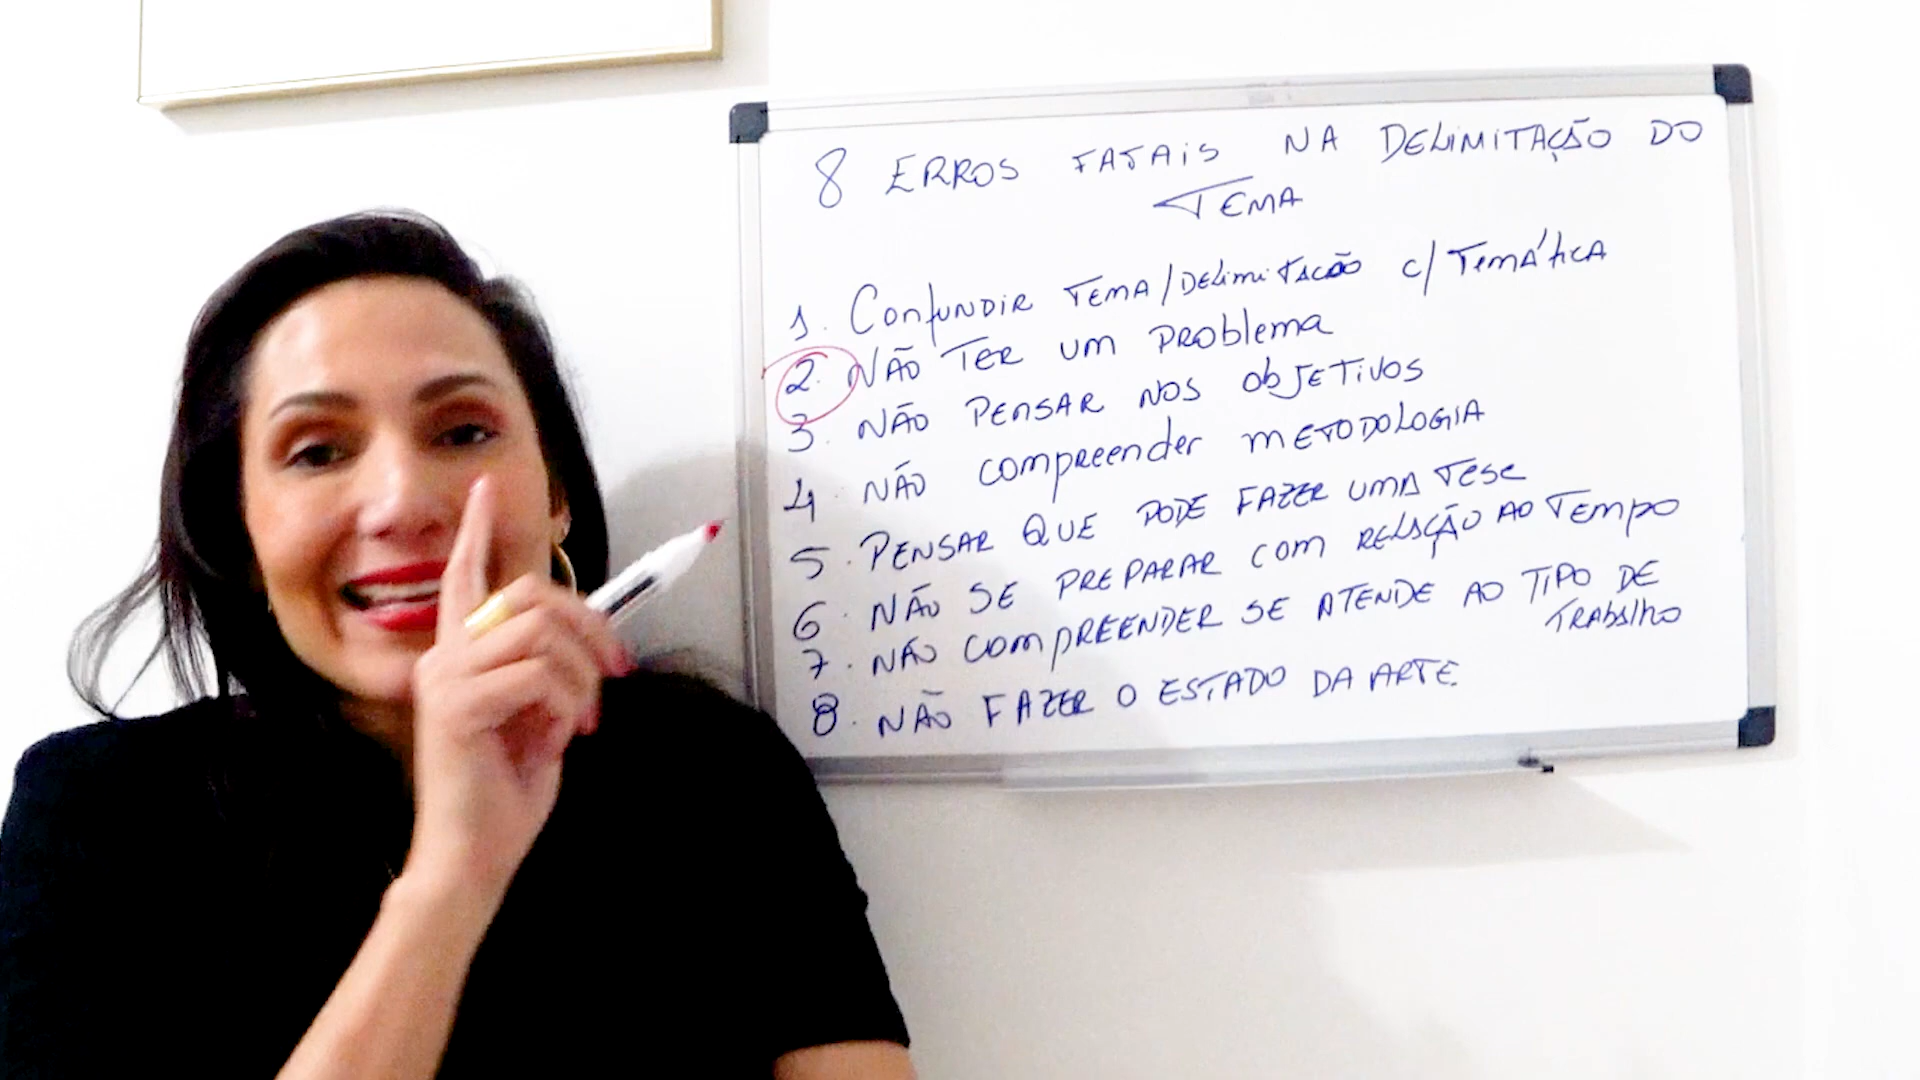 8 ERROS FATAIS NA DELIMITAÇÃO DO
TEMA
1. CONFUNDIR TEMA/DELIMITAÇÃO C/ TEMÁTICA
2. NÃO TER UM PROBLEMA
3. NÃO PENSAR NOS OBJETIVOS
4. NÃO COMPREENDER METODOLOGIA
5. PENSAR QUE PODE FAZER UMA TESE
6. NÃO SE PREPARAR COM RELAÇÃO AO TEMPO
7. NÃO COMPREENDER SE ATENDE AO TIPO DE
TRABALHO
8. NÃO FAZER O ESTADO DA ARTE.